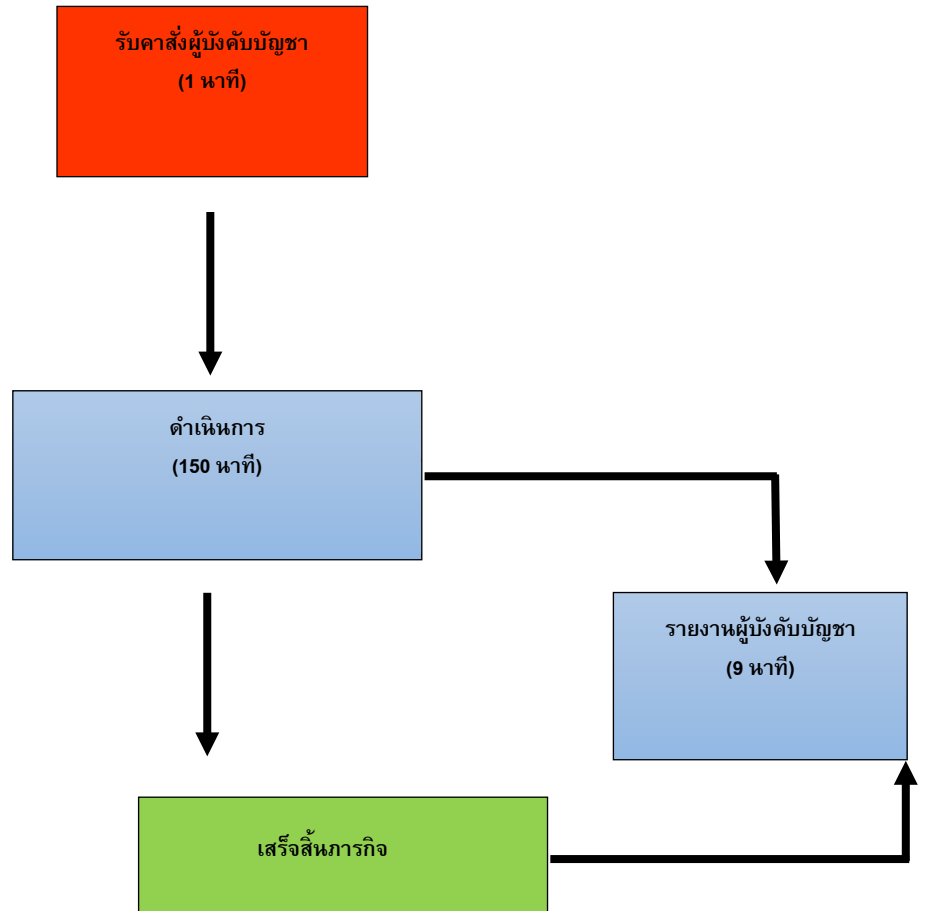 รับคาสั่งผู้บังคับบัญชา
(1 นาที)
ดำเนินการ
(150 นาที)
รายงานผู้บังคับบัญชา
(9 นาที)
เสร็จสิ้นภารกิจ